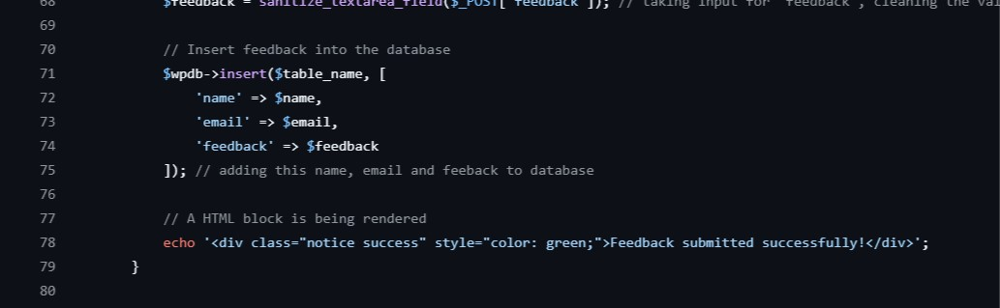 68 $feedback = sanitize_textarea_field($_POST['feedback']); // taking input for 'feedback', cleaning the
69
70 // Insert feedback into the database
71 $wpdb->insert($table_name, [
72 'name' => $name,
73 'email' => $email,
74 'feedback' => $feedback
75 ]); // adding this name, email and feeback to database
76
77 // A HTML block is being rendered
78 echo '<div class="notice success" style="color: green;">Feedback submitted successfully!</div>';
79 }
80